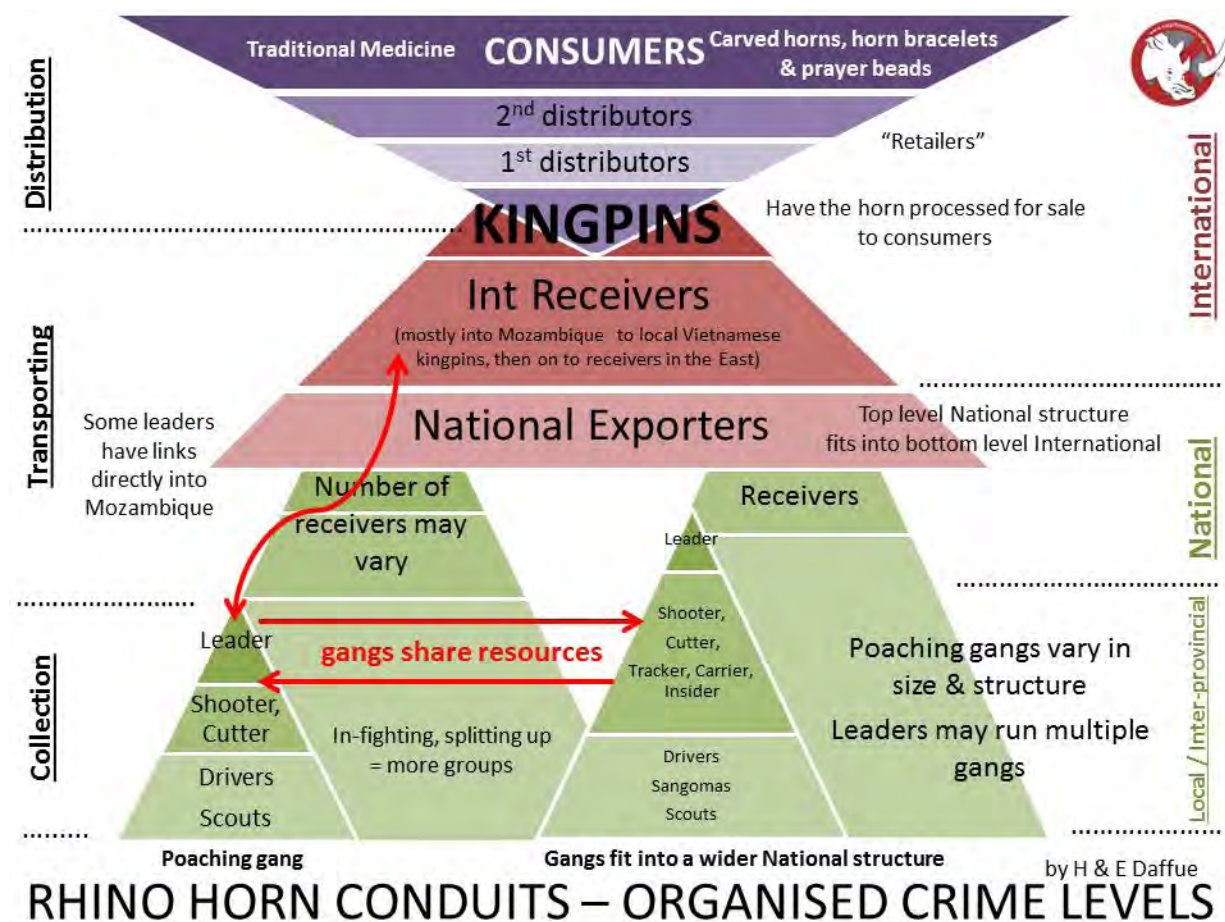 Traditional Medicine
CONSUMERS
Carved horns, horn bracelets
& prayer beads
2nd distributors
1st distributors
"Retailers"
KINGPINS
Have the horn processed for sale
to consumers
Int Receivers
(mostly into Mozambique to local Vietnamese
kingpins, then on to receivers in the East)
National Exporters
Top level National structure
fits into bottom level International
Some leaders
have links
directly into
Mozambique
Number of
receivers may
vary
Receivers
Leader
Shooter,
Cutter,
Tracker, Carrier,
Insider
Drivers
Sangomas
Scouts
Leader
Shooter,
Cutter
Drivers
Scouts
gangs share resources
In-fighting, splitting up
= more groups
Poaching gangs vary in
size & structure
Leaders may run multiple
gangs
Distribution
Transporting
Collection
International
National
Local / Inter-provincial
Poaching gang
Gangs fit into a wider National structure
by H & E Daffue
RHINO HORN CONDUITS – ORGANISED CRIME LEVELS